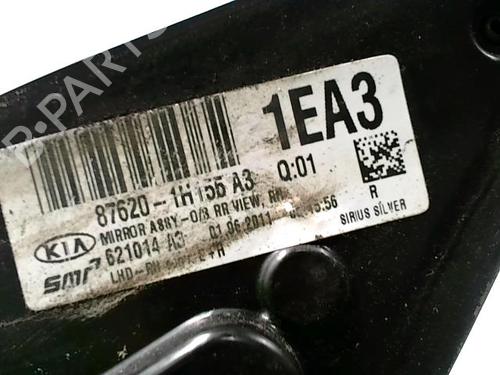 B-PARTS
1EA3
87620-1H155 A3 Q:01
KIA MIRROR ASSY-O/S RR VIEW, RH
R
SMR 621014 A3 01.06.2011
SIRIUS SILVER